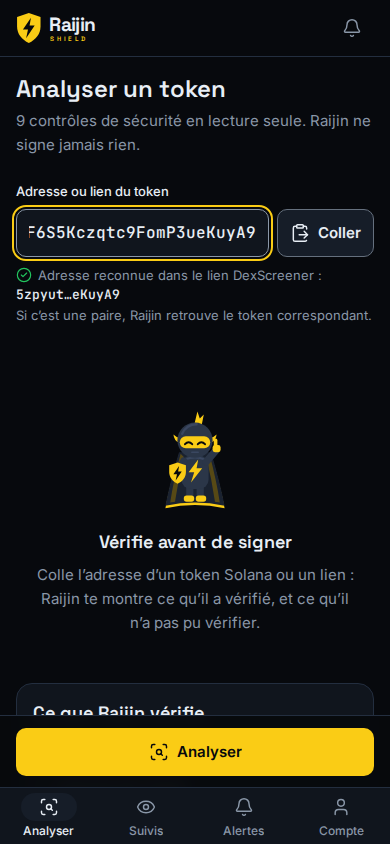 Raijin
SHIELD
Analyser un token
9 contrôles de sécurité en lecture seule. Raijin ne
signe jamais rien.
Adresse ou lien du token
F6S5Kczqtc9FomP3ueKuyA9
Coller
Adresse reconnue dans le lien DexScreener :
5zpyut…eKuyA9
Si c’est une paire, Raijin retrouve le token correspondant.
Vérifie avant de signer
Colle l’adresse d’un token Solana ou un lien :
Raijin te montre ce qu’il a vérifié, et ce qu’il
n’a pas pu vérifier.
Ce que Raijin vérifie
Analyser
Analyser
Suivis
Alertes
Compte